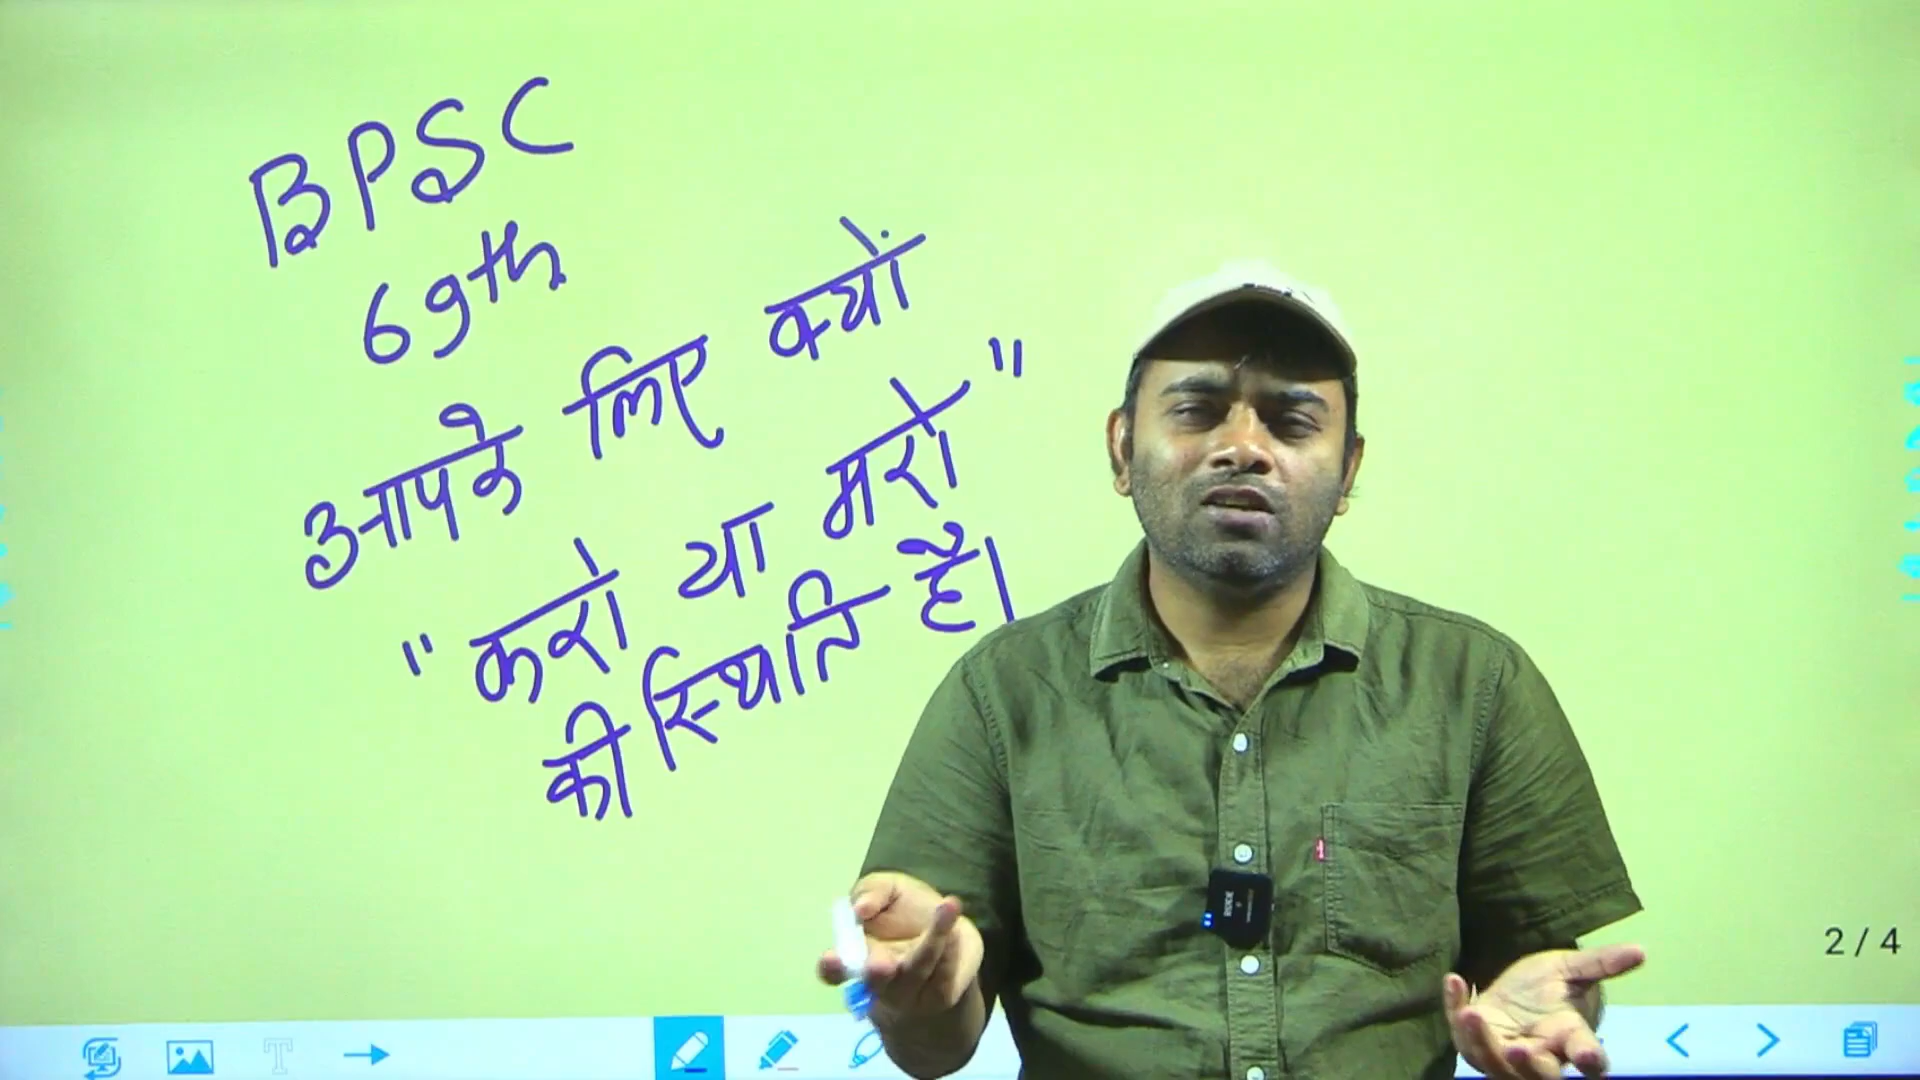 BPSC
69th
आपके लिए क्यों
"करो या मरो"
की स्थिति है।
2 / 4